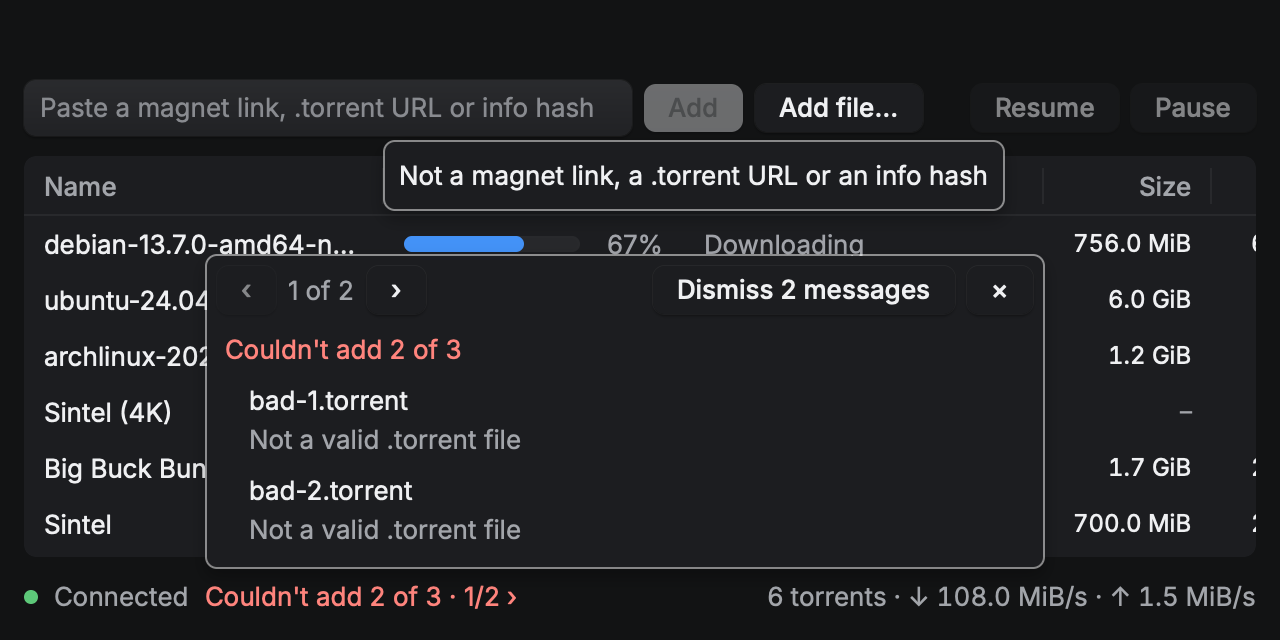 Paste a magnet link, .torrent URL or info hash
Add
Add file...
Resume
Pause
Not a magnet link, a .torrent URL or an info hash
Name
Size
debian-13.7.0-amd64-n...
67%
Downloading
756.0 MiB
‹ 1 of 2 ›
Dismiss 2 messages
×
ubuntu-24.04
6.0 GiB
Couldn't add 2 of 3
archlinux-202
1.2 GiB
bad-1.torrent
Sintel (4K)
–
Not a valid .torrent file
Big Buck Bun
1.7 GiB
bad-2.torrent
Sintel
700.0 MiB
Not a valid .torrent file
Connected
Couldn't add 2 of 3 · 1/2 ›
6 torrents · ↓ 108.0 MiB/s · ↑ 1.5 MiB/s